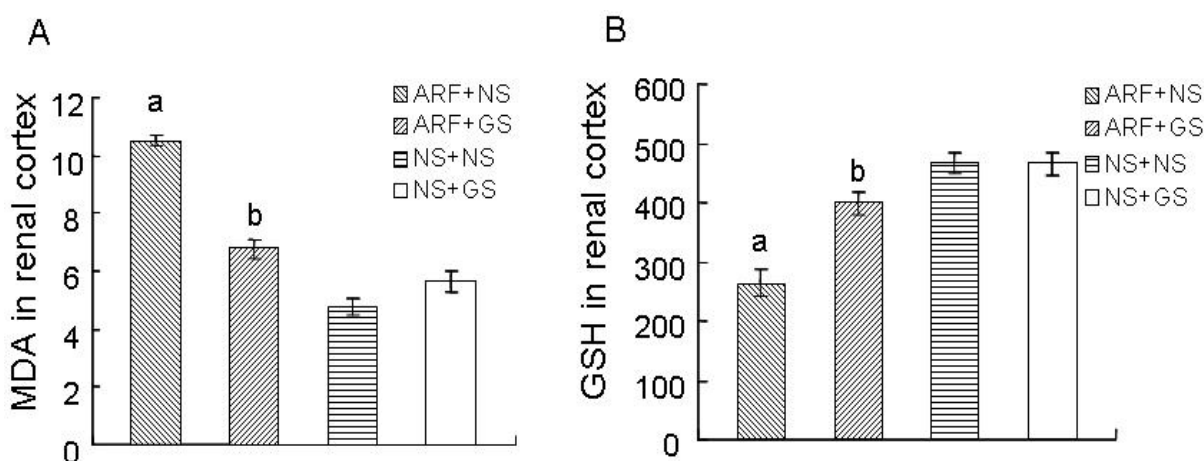 A
MDA in renal cortex
12
10
8
6
4
2
0
a
b
ARF+NS
ARF+GS
NS+NS
NS+GS
B
GSH in renal cortex
600
500
400
300
200
100
0
a
b
ARF+NS
ARF+GS
NS+NS
NS+GS